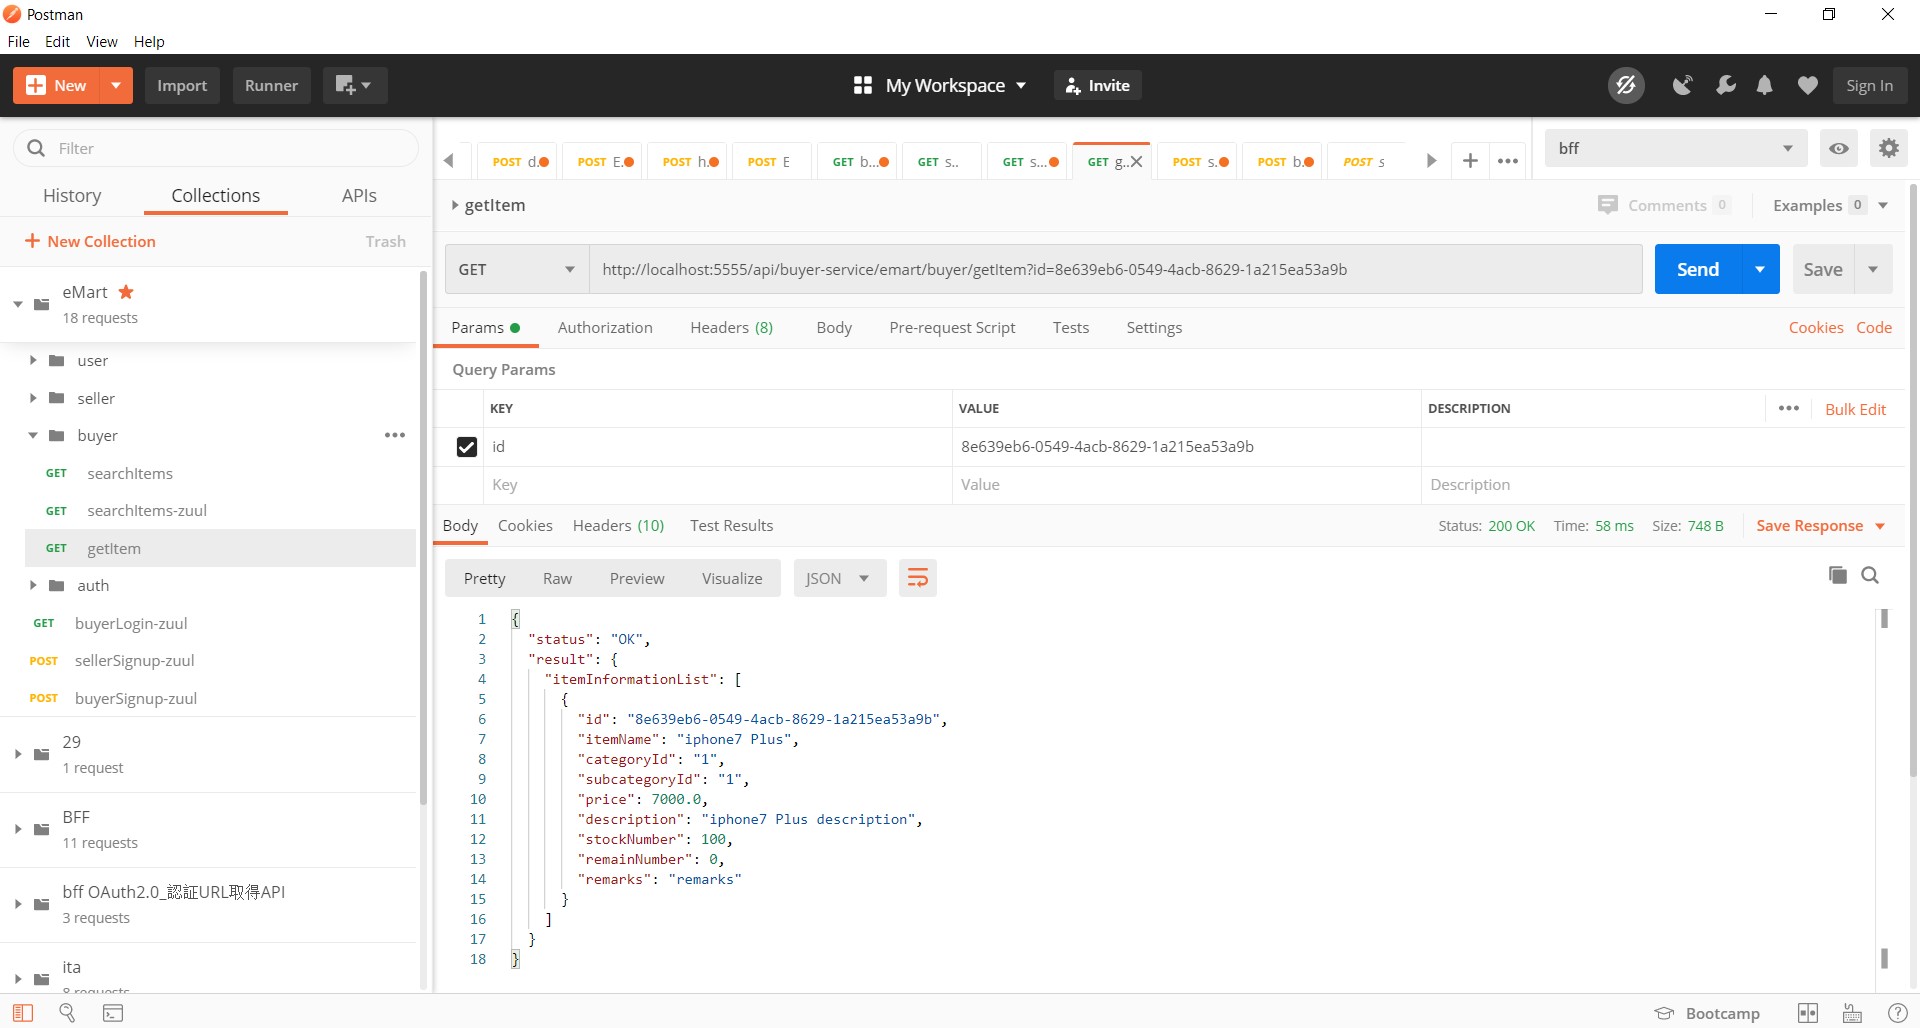 Postman
File Edit View Help
New Import Runner My Workspace Invite Sign In
Filter
History Collections APIs
New Collection Trash
eMart
18 requests
user
seller
buyer
GET searchItems
GET searchItems-zuul
GET getItem
auth
GET buyerLogin-zuul
POST sellerSignup-zuul
POST buyerSignup-zuul
29
1 request
BFF
11 requests
bff OAuth2.0_認証URL取得API
3 requests
ita
8 requests
POST d. POST E. POST h. POST E GET b... GET s.. GET s... GET g.. POST s. POST b. POST s
bff
getItem Comments 0 Examples 0
GET http://localhost:5555/api/buyer-service/emart/buyer/getItem?id=8e639eb6-0549-4acb-8629-1a215ea53a9b Send Save
Params Authorization Headers (8) Body Pre-request Script Tests Settings Cookies Code
Query Params
KEY VALUE DESCRIPTION Bulk Edit
id 8e639eb6-0549-4acb-8629-1a215ea53a9b
Key Value Description
Body Cookies Headers (10) Test Results Status: 200 OK Time: 58 ms Size: 748 B Save Response
Pretty Raw Preview Visualize JSON
1 {
2 "status": "OK",
3 "result": {
4 "itemInformationList": [
5 {
6 "id": "8e639eb6-0549-4acb-8629-1a215ea53a9b",
7 "itemName": "iphone7 Plus",
8 "categoryId": "1",
9 "subcategoryId": "1",
10 "price": 7000.0,
11 "description": "iphone7 Plus description",
12 "stockNumber": 100,
13 "remainNumber": 0,
14 "remarks": "remarks"
15 }
16 ]
17 }
18 }
Bootcamp